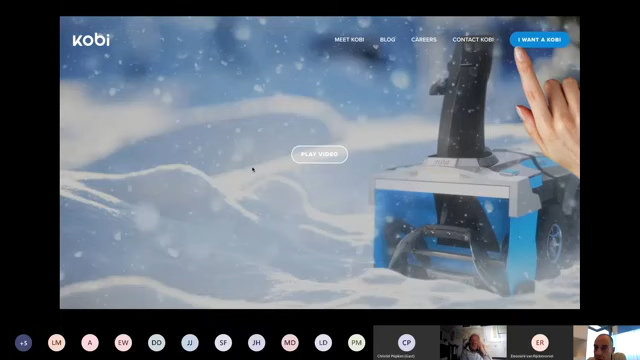 kobi
MEET KOBI BLOG CAREERS CONTACT KOBI I WANT A KOBI
PLAY VIDEO
+5 LM A EW DD JJ SF JH MD LD PM CP ER